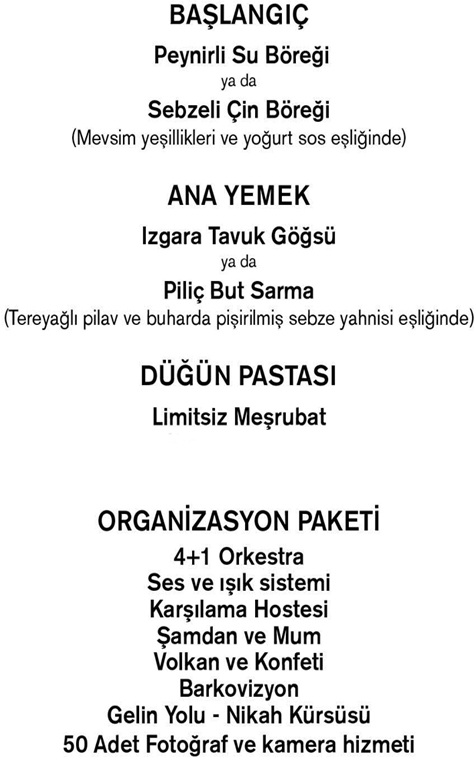 BAŞLANGIÇ
Peynirli Su Böreği
ya da
Sebzeli Çin Böreği
(Mevsim yeşillikleri ve yoğurt sos eşliğinde)
ANA YEMEK
Izgara Tavuk Göğsü
ya da
Piliç But Sarma
(Tereyağlı pilav ve buharda pişirilmiş sebze yahnisi eşliğinde)
DÜĞÜN PASTASI
Limitsiz Meşrubat
ORGANİZASYON PAKETİ
4+1 Orkestra
Ses ve ışık sistemi
Karşılama Hostesi
Şamdan ve Mum
Volkan ve Konfeti
Barkovizyon
Gelin Yolu - Nikah Kürsüsü
50 Adet Fotoğraf ve kamera hizmeti